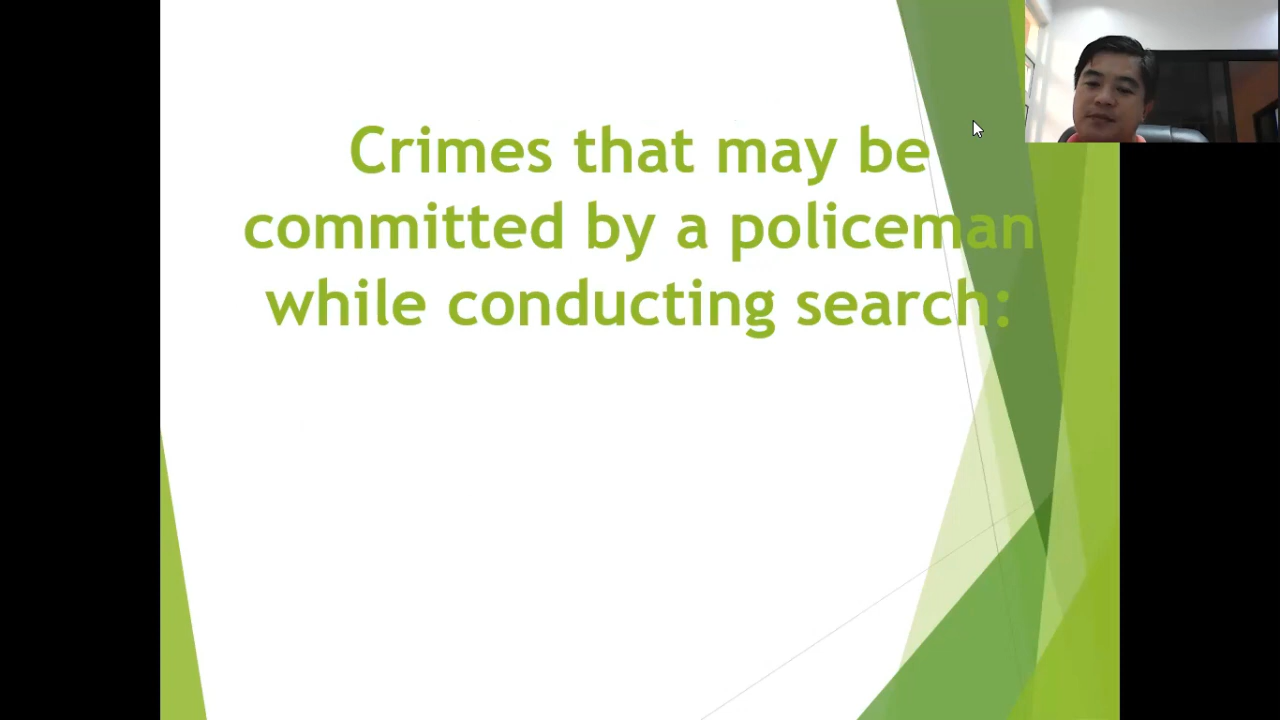 Crimes that may be
committed by a policeman
while conducting search: